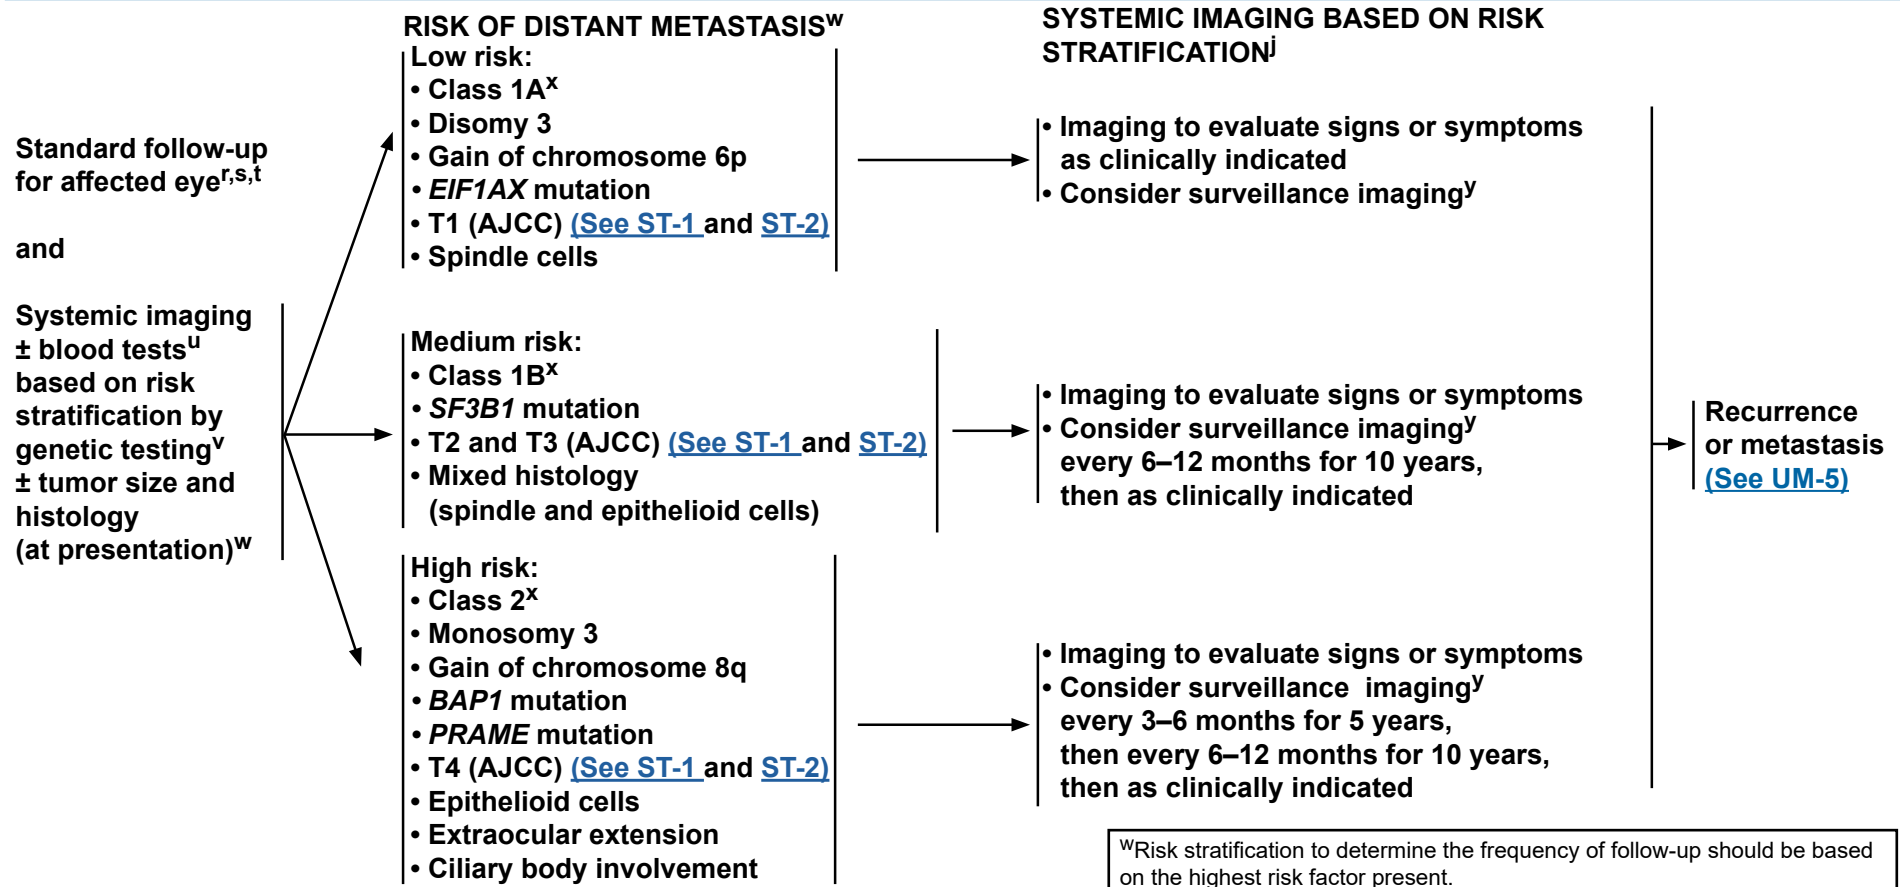 RISK OF DISTANT METASTASISʷ
SYSTEMIC IMAGING BASED ON RISK
STRATIFICATIONʲ
Standard follow-up
for affected eyeʳ,ˢ,ᵗ
and
Systemic imaging
± blood testsᵘ
based on risk
stratification by
genetic testingᵛ
± tumor size and
histology
(at presentation)ʷ
Low risk:
• Class 1Aˣ
• Disomy 3
• Gain of chromosome 6p
• EIF1AX mutation
• T1 (AJCC) (See ST-1 and ST-2)
• Spindle cells
• Imaging to evaluate signs or symptoms
as clinically indicated
• Consider surveillance imagingʸ
Medium risk:
• Class 1Bˣ
• SF3B1 mutation
• T2 and T3 (AJCC) (See ST-1 and ST-2)
• Mixed histology
(spindle and epithelioid cells)
• Imaging to evaluate signs or symptoms
• Consider surveillance imagingʸ
every 6–12 months for 10 years,
then as clinically indicated
High risk:
• Class 2ˣ
• Monosomy 3
• Gain of chromosome 8q
• BAP1 mutation
• PRAME mutation
• T4 (AJCC) (See ST-1 and ST-2)
• Epithelioid cells
• Extraocular extension
• Ciliary body involvement
• Imaging to evaluate signs or symptoms
• Consider surveillance imagingʸ
every 3–6 months for 5 years,
then every 6–12 months for 10 years,
then as clinically indicated
Recurrence
or metastasis
(See UM-5)
ʷRisk stratification to determine the frequency of follow-up should be based
on the highest risk factor present.